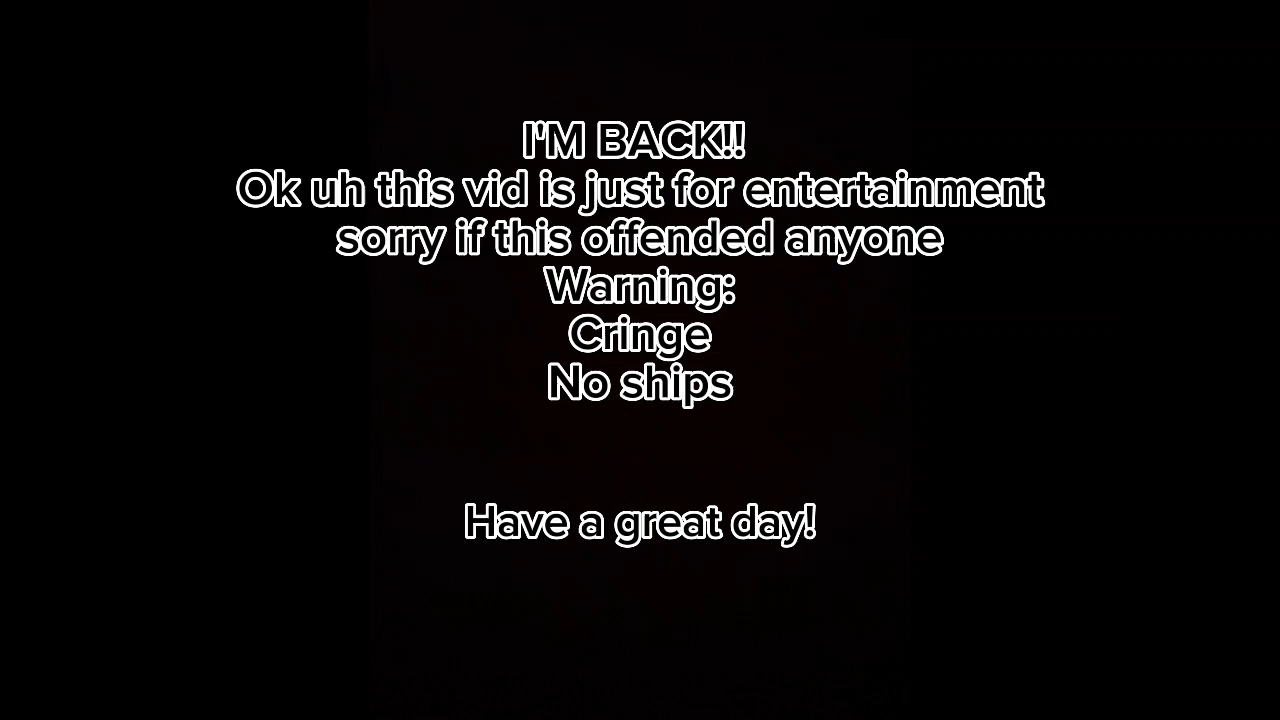 I'M BACK!!
Ok uh this vid is just for entertainment
sorry if this offended anyone
Warning:
Cringe
No ships
Have a great day!